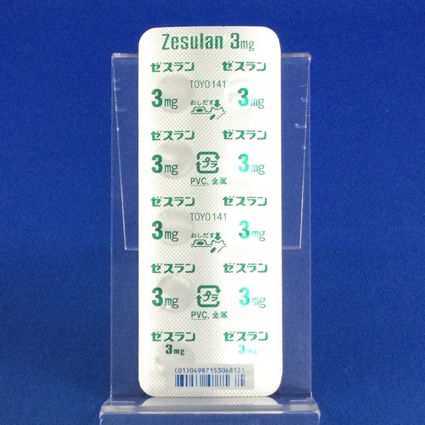 Zesulan 3mg
ゼスラン ゼスラン
TOYO141
3mg 3mg
おしだす
ゼスラン ゼスラン
3mg プラ 3mg
PVC, 金属
ゼスラン ゼスラン
TOYO141
3mg おしだす 3mg
ゼスラン ゼスラン
3mg プラ 3mg
PVC, 金属
ゼスラン ゼスラン
3mg 3mg
(01)04987153068151